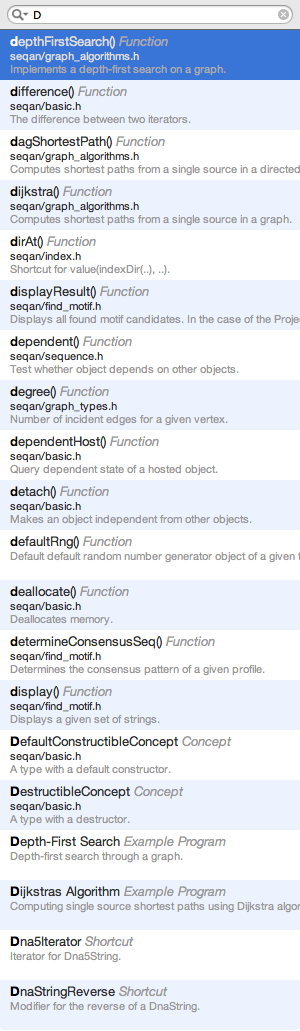 D
depthFirstSearch() Function
seqan/graph_algorithms.h
Implements a depth-first search on a graph.
difference() Function
seqan/basic.h
The difference between two iterators.
dagShortestPath() Function
seqan/graph_algorithms.h
Computes shortest paths from a single source in a directed
dijkstra() Function
seqan/graph_algorithms.h
Computes shortest paths from a single source in a graph.
dirAt() Function
seqan/index.h
Shortcut for value(indexDir(..), ..).
displayResult() Function
seqan/find_motif.h
Displays all found motif candidates. In the case of the Proje
dependent() Function
seqan/sequence.h
Test whether object depends on other objects.
degree() Function
seqan/graph_types.h
Number of incident edges for a given vertex.
dependentHost() Function
seqan/basic.h
Query dependent state of a hosted object.
detach() Function
seqan/basic.h
Makes an object independent from other objects.
defaultRng() Function
Default default random number generator object of a given t
deallocate() Function
seqan/basic.h
Deallocates memory.
determineConsensusSeq() Function
seqan/find_motif.h
Determines the consensus pattern of a given profile.
display() Function
seqan/find_motif.h
Displays a given set of strings.
DefaultConstructibleConcept Concept
seqan/basic.h
A type with a default constructor.
DestructibleConcept Concept
seqan/basic.h
A type with a destructor.
Depth-First Search Example Program
Depth-first search through a graph.
Dijkstras Algorithm Example Program
Computing single source shortest paths using Dijkstra algor
Dna5Iterator Shortcut
Iterator for Dna5String.
DnaStringReverse Shortcut
Modifier for the reverse of a DnaString.